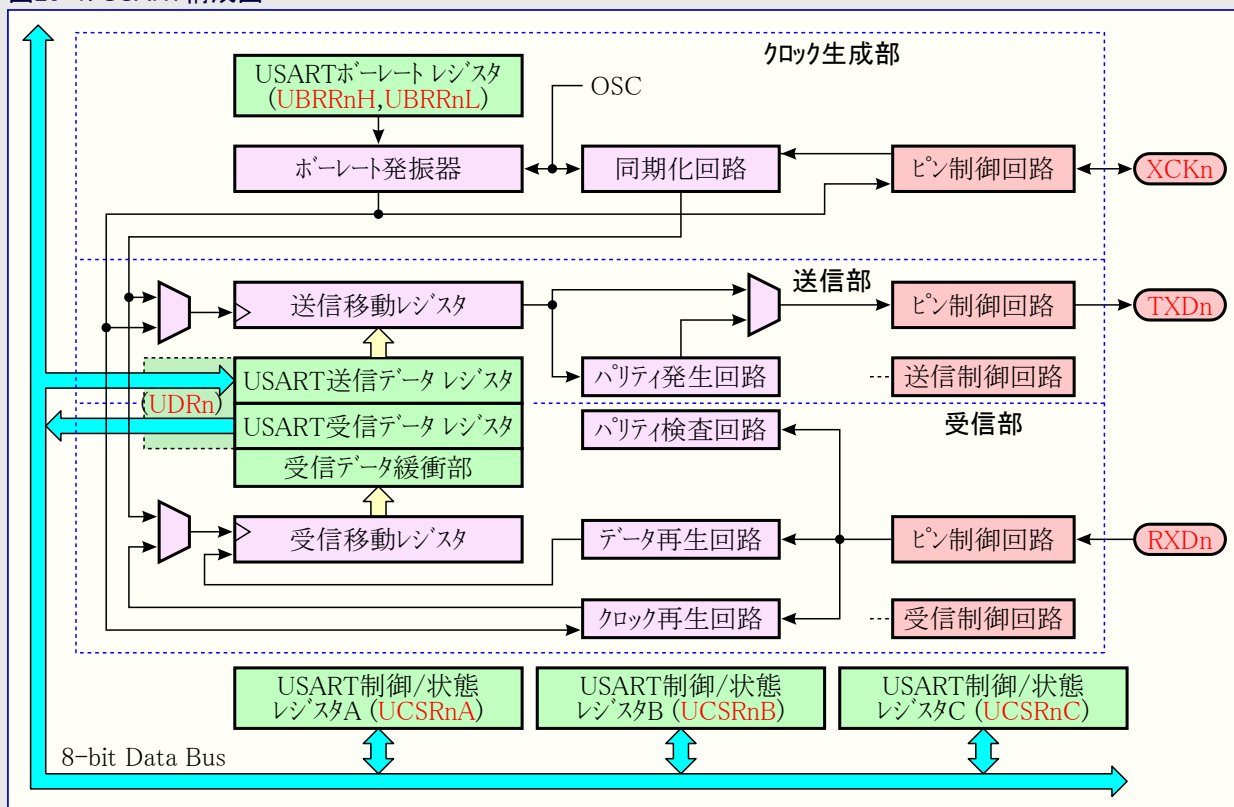 クロック生成部
USARTボーレート レジスタ
(UBRRnH,UBRRnL)
OSC
ボーレート発振器
同期化回路
ピン制御回路
XCKn
送信部
送信移動レジスタ
ピン制御回路
TXDn
USART送信データ レジスタ
パリティ発生回路
送信制御回路
(UDRn)
USART受信データ レジスタ
パリティ検査回路
受信部
受信データ緩衝部
受信移動レジスタ
データ再生回路
ピン制御回路
RXDn
クロック再生回路
受信制御回路
USART制御/状態
レジスタA (UCSRnA)
USART制御/状態
レジスタB (UCSRnB)
USART制御/状態
レジスタC (UCSRnC)
8-bit Data Bus